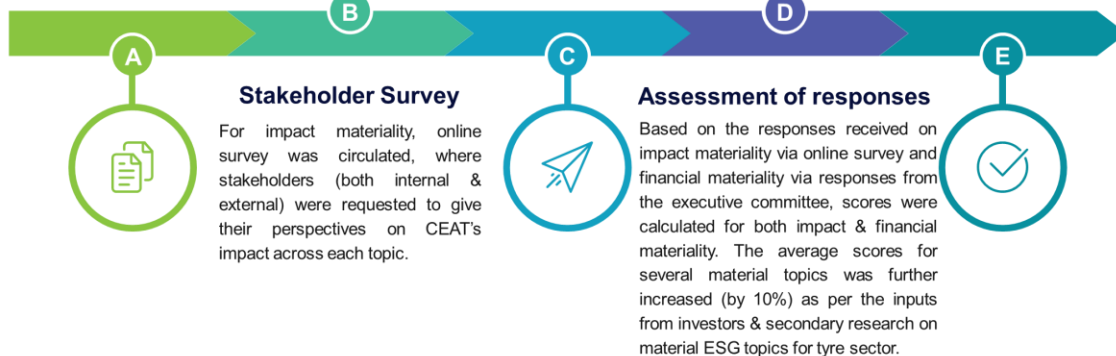 B
D
A
C
E
Stakeholder Survey
For impact materiality, online
survey was circulated, where
stakeholders (both internal &
external) were requested to give
their perspectives on CEAT's
impact across each topic.
Assessment of responses
Based on the responses received on
impact materiality via online survey and
financial materiality via responses from
the executive committee, scores were
calculated for both impact & financial
materiality. The average scores for
several material topics was further
increased (by 10%) as per the inputs
from investors & secondary research on
material ESG topics for tyre sector.